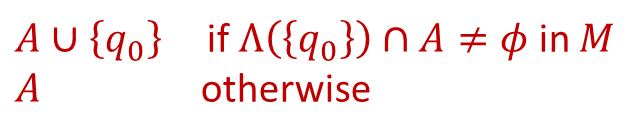 A ∪ {q₀} if Λ({q₀}) ∩ A ≠ ϕ in M
A otherwise